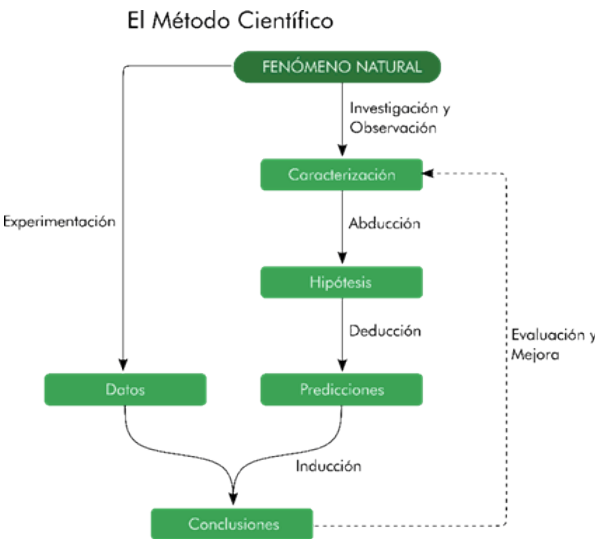 El Método Científico
FENÓMENO NATURAL
Investigación y
Observación
Caracterización
Experimentación
Abducción
Hipótesis
Deducción
Evaluación y
Mejora
Datos
Predicciones
Inducción
Conclusiones